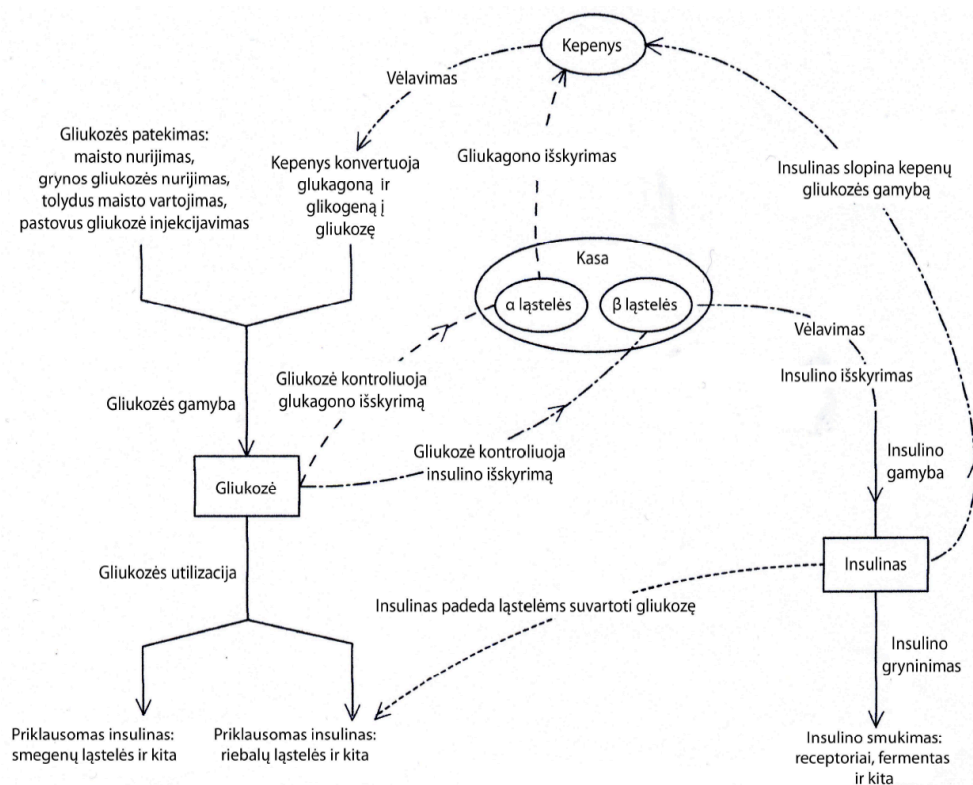 Kepenys
Vėlavimas
Gliukozės patekimas:
maisto nurijimas,
grynos gliukozės nurijimas,
tolydus maisto vartojimas,
pastovus gliukozė injekcijavimas
Kepenys konvertuoja
glukagoną ir
glikogeną į
gliukozę
Gliukagono išskyrimas
Insulinas slopina kepenų
gliukozės gamybą
Kasa
α ląstelės
β ląstelės
Vėlavimas
Insulino išskyrimas
Gliukozė kontroliuoja
glukagono išskyrimą
Gliukozės gamyba
Gliukozė kontroliuoja
insulino išskyrimą
Insulino
gamyba
Gliukozė
Insulinas
Gliukozės utilizacija
Insulinas padeda ląstelėms suvartoti gliukozę
Insulino
gryninimas
Priklausomas insulinas:
smegenų ląstelės ir kita
Priklausomas insulinas:
riebalų ląstelės ir kita
Insulino smukimas:
receptoriai, fermentas
ir kita